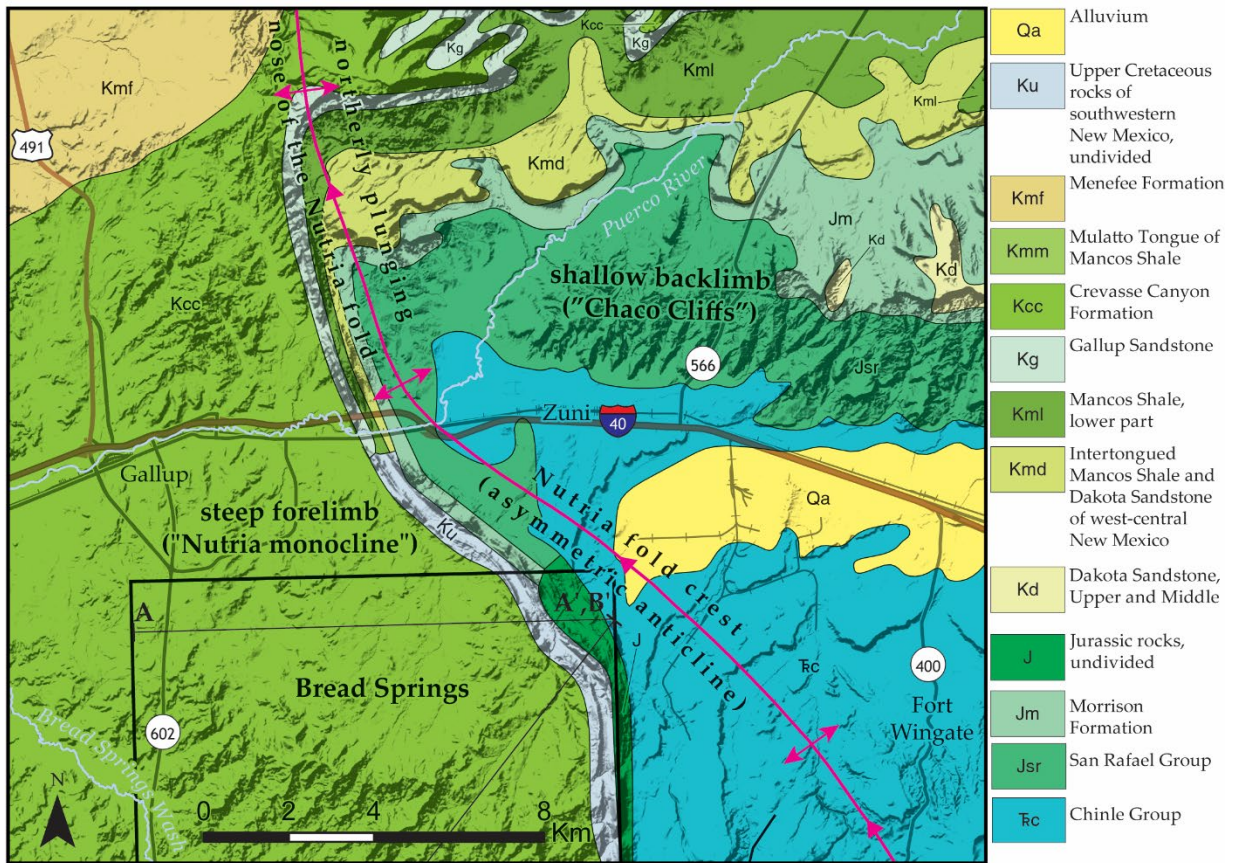 Kmf
491
Kcc
Kg
Kcc
Kg
Kml
Kml
nose of the Nutria fold
northerly plunging
Kmd
Puerco River
Jm
Kd
Kd
shallow backlimb
("Chaco Cliffs")
Kcc
566
Jsr
Zuni
40
Gallup
steep forelimb
("Nutria monocline")
Ku
Qa
Nutria fold crest
(asymmetric anticline)
A
A' B'
J
Bread Springs
TRc
400
Fort
Wingate
602
Bread Springs Wash
N
0 2 4 8
Km
Qa Alluvium
Ku Upper Cretaceous
rocks of
southwestern
New Mexico,
undivided
Kmf Menefee Formation
Kmm Mulatto Tongue of
Mancos Shale
Kcc Crevasse Canyon
Formation
Kg Gallup Sandstone
Kml Mancos Shale,
lower part
Kmd Intertongued
Mancos Shale and
Dakota Sandstone
of west-central
New Mexico
Kd Dakota Sandstone,
Upper and Middle
J Jurassic rocks,
undivided
Jm Morrison
Formation
Jsr San Rafael Group
TRc Chinle Group